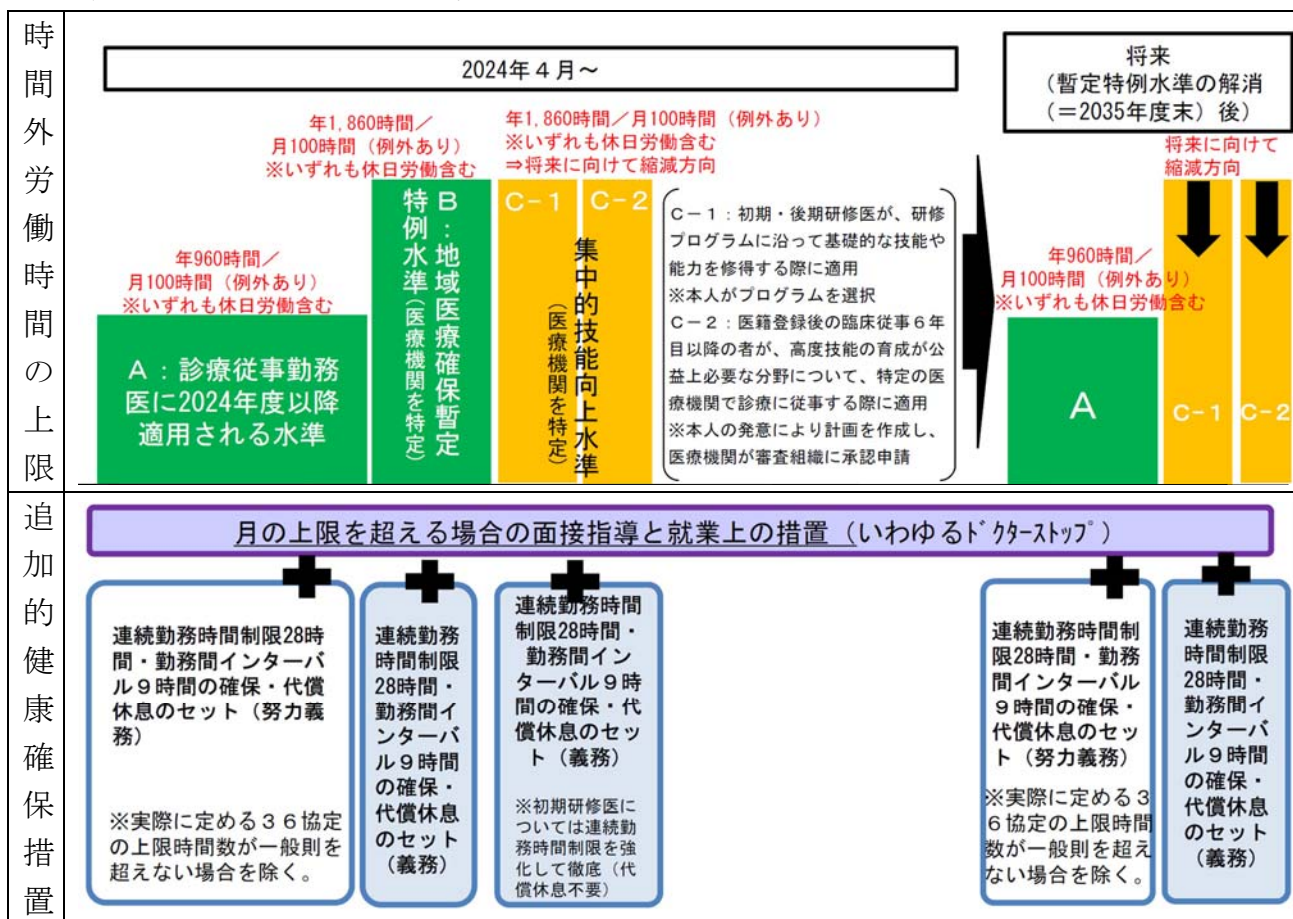 時間外労働時間の上限
2024年4月~
将来
(暫定特例水準の解消
(=2035年度末)後)
年960時間/
月100時間(例外あり)
※いずれも休日労働含む
A:診療従事勤務
医に2024年度以降
適用される水準
年1,860時間/
月100時間(例外あり)
※いずれも休日労働含む
B:地域医療確保暫定
特例水準(医療機関を特定)
年1,860時間/月100時間(例外あり)
※いずれも休日労働含む
⇒将来に向けて縮減方向
C-1
C-2
集中的技能向上水準
(医療機関を特定)
C-1:初期・後期研修医が、研修
プログラムに沿って基礎的な技能や
能力を修得する際に適用
※本人がプログラムを選択
C-2:医籍登録後の臨床従事6年
目以降の者が、高度技能の育成が公
益上必要な分野について、特定の医
療機関で診療に従事する際に適用
※本人の発意により計画を作成し、
医療機関が審査組織に承認申請
年960時間/
月100時間(例外あり)
※いずれも休日労働含む
A
将来に向けて
縮減方向
C-1
C-2
追加的健康確保措置
月の上限を超える場合の面接指導と就業上の措置(いわゆるドクターストップ)
連続勤務時間制限28時
間・勤務間インターバ
ル9時間の確保・代償
休息のセット(努力義
務)
※実際に定める36協定
の上限時間数が一般則を
超えない場合を除く。
連続勤務
時間制限
28時間・
勤務間イ
ンターバ
ル9時間
の確保・
代償休息
のセット
(義務)
連続勤務時間
制限28時間・
勤務間イン
ターバル9時
間の確保・代
償休息のセッ
ト(義務)
※初期研修医に
ついては連続勤
務時間制限を強
化して徹底(代
償休息不要)
連続勤務時間制
限28時間・勤務
間インターバル
9時間の確保・
代償休息のセッ
ト(努力義務)
※実際に定める3
6協定の上限時間
数が一般則を超え
ない場合を除く。
連続勤務
時間制限
28時間・
勤務間イ
ンターバ
ル9時間
の確保・
代償休息
のセット
(義務)